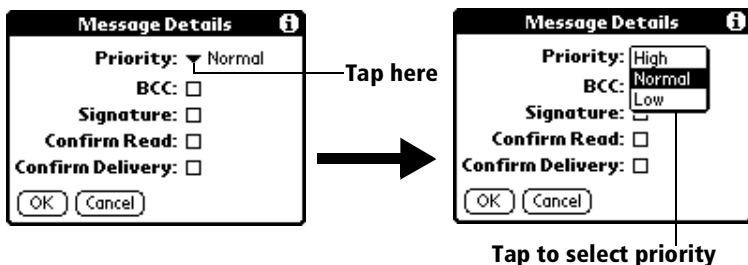 Message Details
Priority: Normal
BCC:
Signature:
Confirm Read:
Confirm Delivery:
OK Cancel
Tap here
Message Details
Priority: High
Normal
Low
BCC:
Signature:
Confirm Read:
Confirm Delivery:
OK Cancel
Tap to select priority